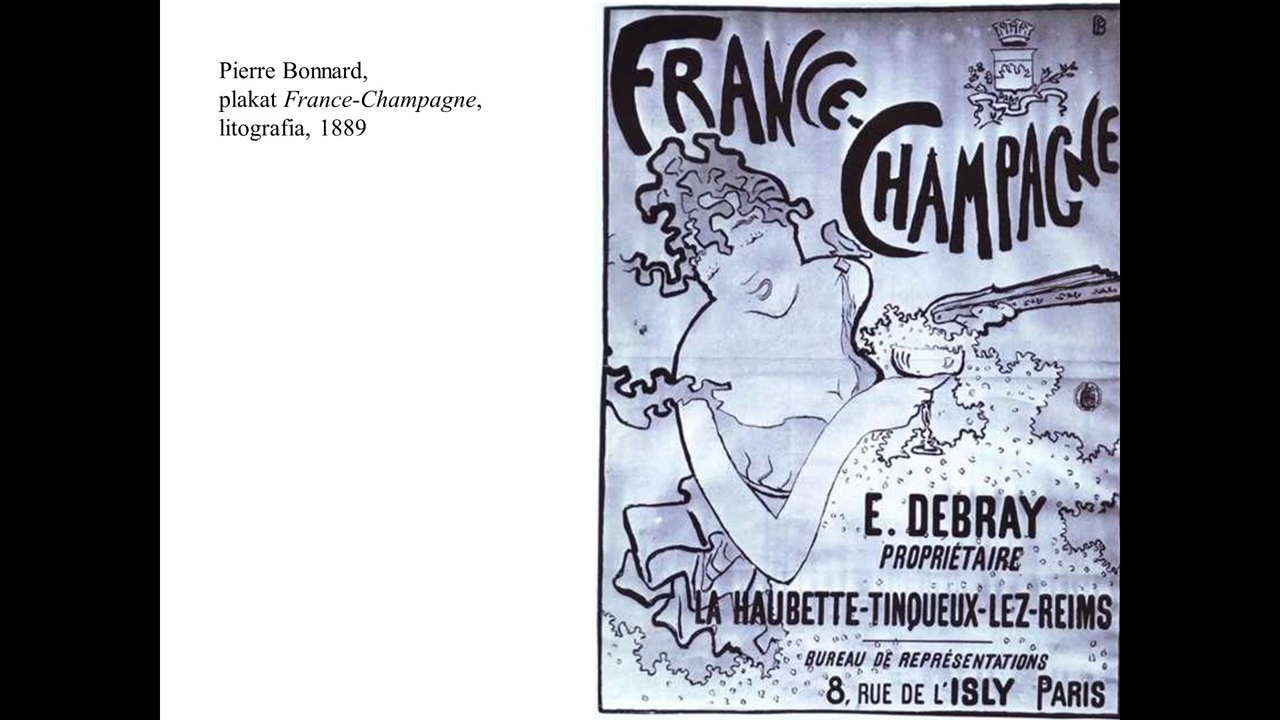 Pierre Bonnard,
plakat France-Champagne,
litografia, 1889
FRANCE-
CHAMPAGNE
E. DEBRAY
PROPRIÉTAIRE
LA HAUBETTE-TINQUEUX-LEZ-REIMS
BUREAU DE REPRÉSENTATIONS
8, RUE DE L'ISLY PARIS